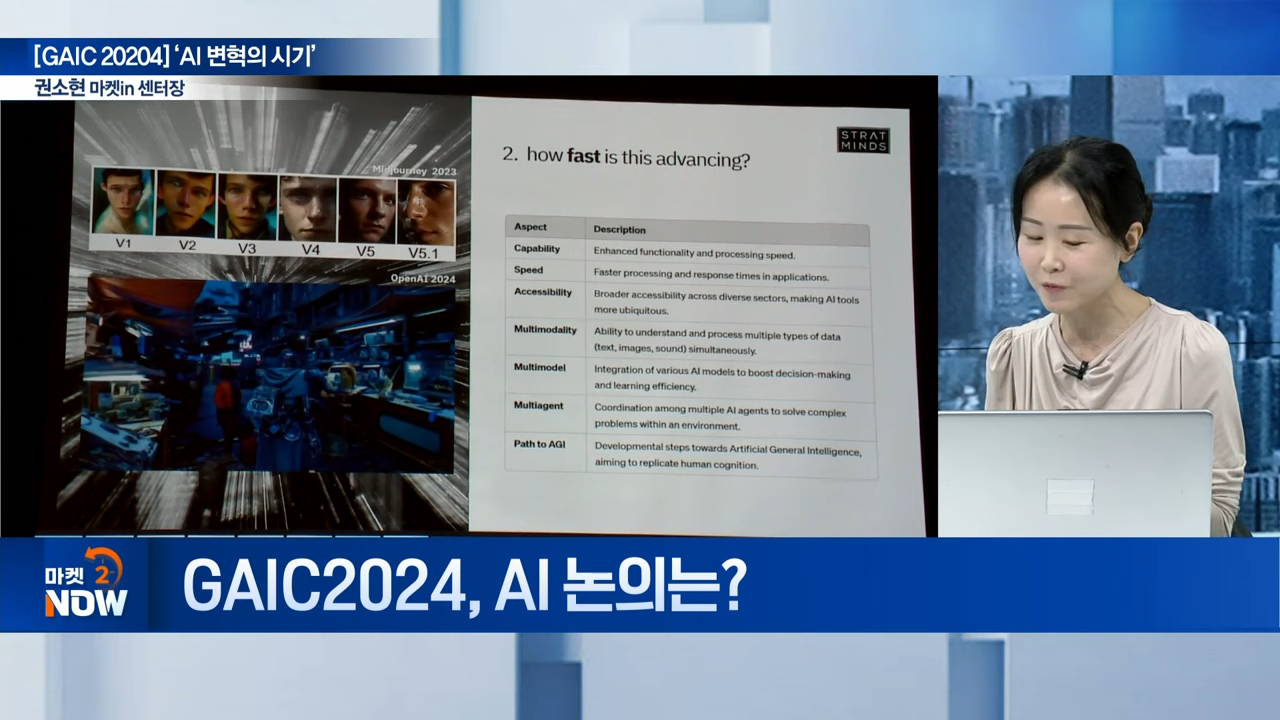 [GAIC 20204] ‘AI 변혁의 시기’
권소현 마켓in 센터장
Midjourney 2023
V1 V2 V3 V4 V5 V5.1
OpenAI 2024
STRAT
MINDS
2. how fast is this advancing?
Aspect Description
Capability Enhanced functionality and processing speed.
Speed Faster processing and response times in applications.
Accessibility Broader accessibility across diverse sectors, making AI tools
more ubiquitous.
Multimodality Ability to understand and process multiple types of data
(text, images, sound) simultaneously.
Multimodel Integration of various AI models to boost decision-making
and learning efficiency.
Multiagent Coordination among multiple AI agents to solve complex
problems within an environment.
Path to AGI Developmental steps towards Artificial General Intelligence,
aiming to replicate human cognition.
마켓 2
NOW
GAIC2024, AI 논의는?